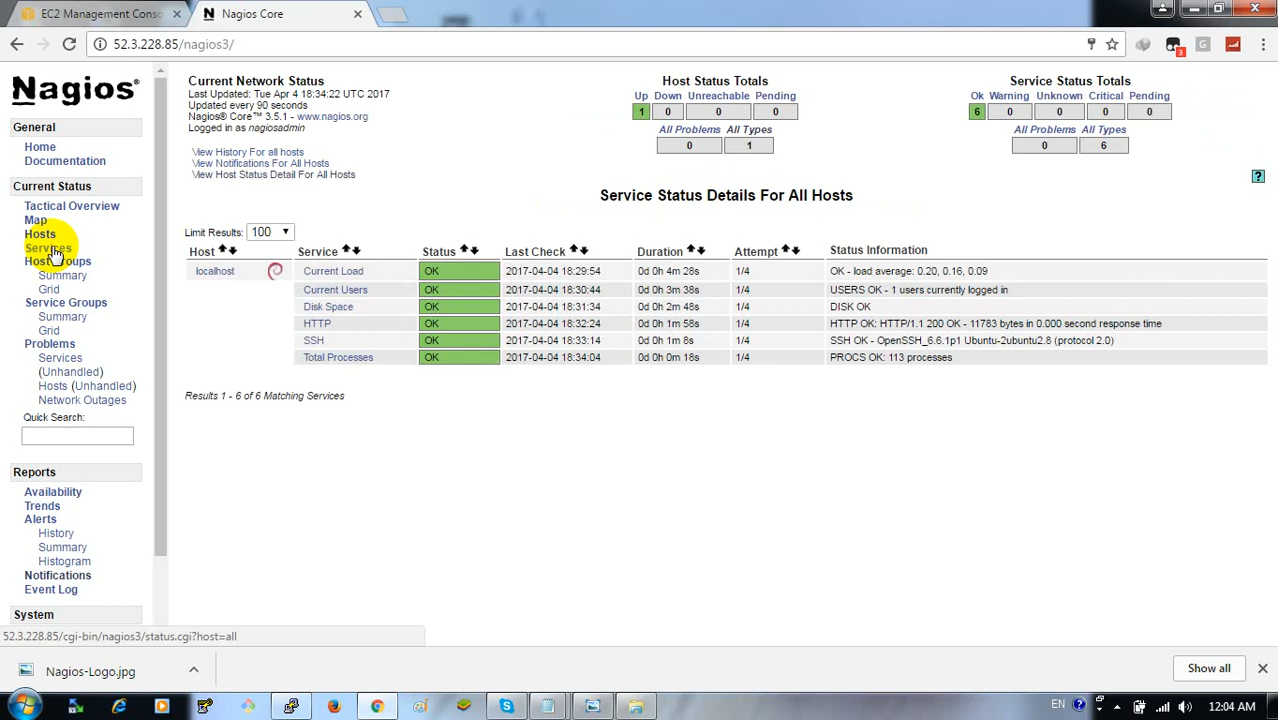 EC2 Management Conso
Nagios Core
52.3.228.85/nagios3/
3
Nagios®
General
Home
Documentation
Current Status
Tactical Overview
Map
Hosts
Services
Host Groups
Summary
Grid
Service Groups
Summary
Grid
Problems
Services
(Unhandled)
Hosts (Unhandled)
Network Outages
Quick Search:
Reports
Availability
Trends
Alerts
History
Summary
Histogram
Notifications
Event Log
System
Current Network Status
Last Updated: Tue Apr 4 18:34:22 UTC 2017
Updated every 90 seconds
Nagios® Core™ 3.5.1 - www.nagios.org
Logged in as nagiosadmin
View History For all hosts
View Notifications For All Hosts
View Host Status Detail For All Hosts
Host Status Totals
Up Down Unreachable Pending
1 0 0 0
All Problems All Types
0 1
Service Status Totals
Ok Warning Unknown Critical Pending
6 0 0 0 0
All Problems All Types
0 6
?
Service Status Details For All Hosts
Limit Results: 100
Host Service Status Last Check Duration Attempt Status Information
localhost Current Load OK 2017-04-04 18:29:54 0d 0h 4m 28s 1/4 OK - load average: 0.20, 0.16, 0.09
Current Users OK 2017-04-04 18:30:44 0d 0h 3m 38s 1/4 USERS OK - 1 users currently logged in
Disk Space OK 2017-04-04 18:31:34 0d 0h 2m 48s 1/4 DISK OK
HTTP OK 2017-04-04 18:32:24 0d 0h 1m 58s 1/4 HTTP OK: HTTP/1.1 200 OK - 11783 bytes in 0.000 second response time
SSH OK 2017-04-04 18:33:14 0d 0h 1m 8s 1/4 SSH OK - OpenSSH_6.6.1p1 Ubuntu-2ubuntu2.8 (protocol 2.0)
Total Processes OK 2017-04-04 18:34:04 0d 0h 0m 18s 1/4 PROCS OK: 113 processes
Results 1 - 6 of 6 Matching Services
52.3.228.85/cgi-bin/nagios3/status.cgi?host=all
Nagios-Logo.jpg
Show all
EN
12:04 AM